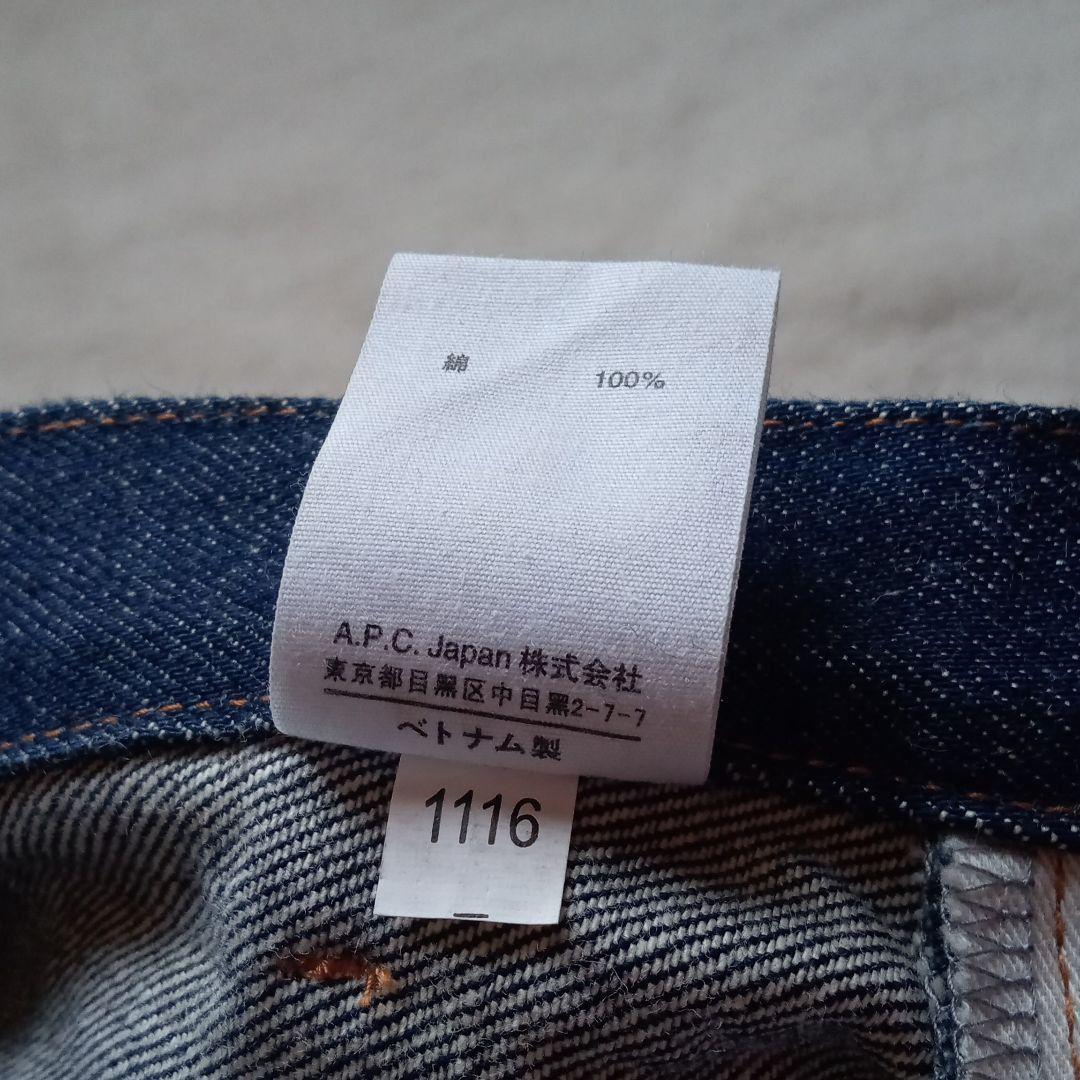 綿 100%
A.P.C. Japan 株式会社
東京都目黒区中目黒2-7-7
ベトナム製
1116